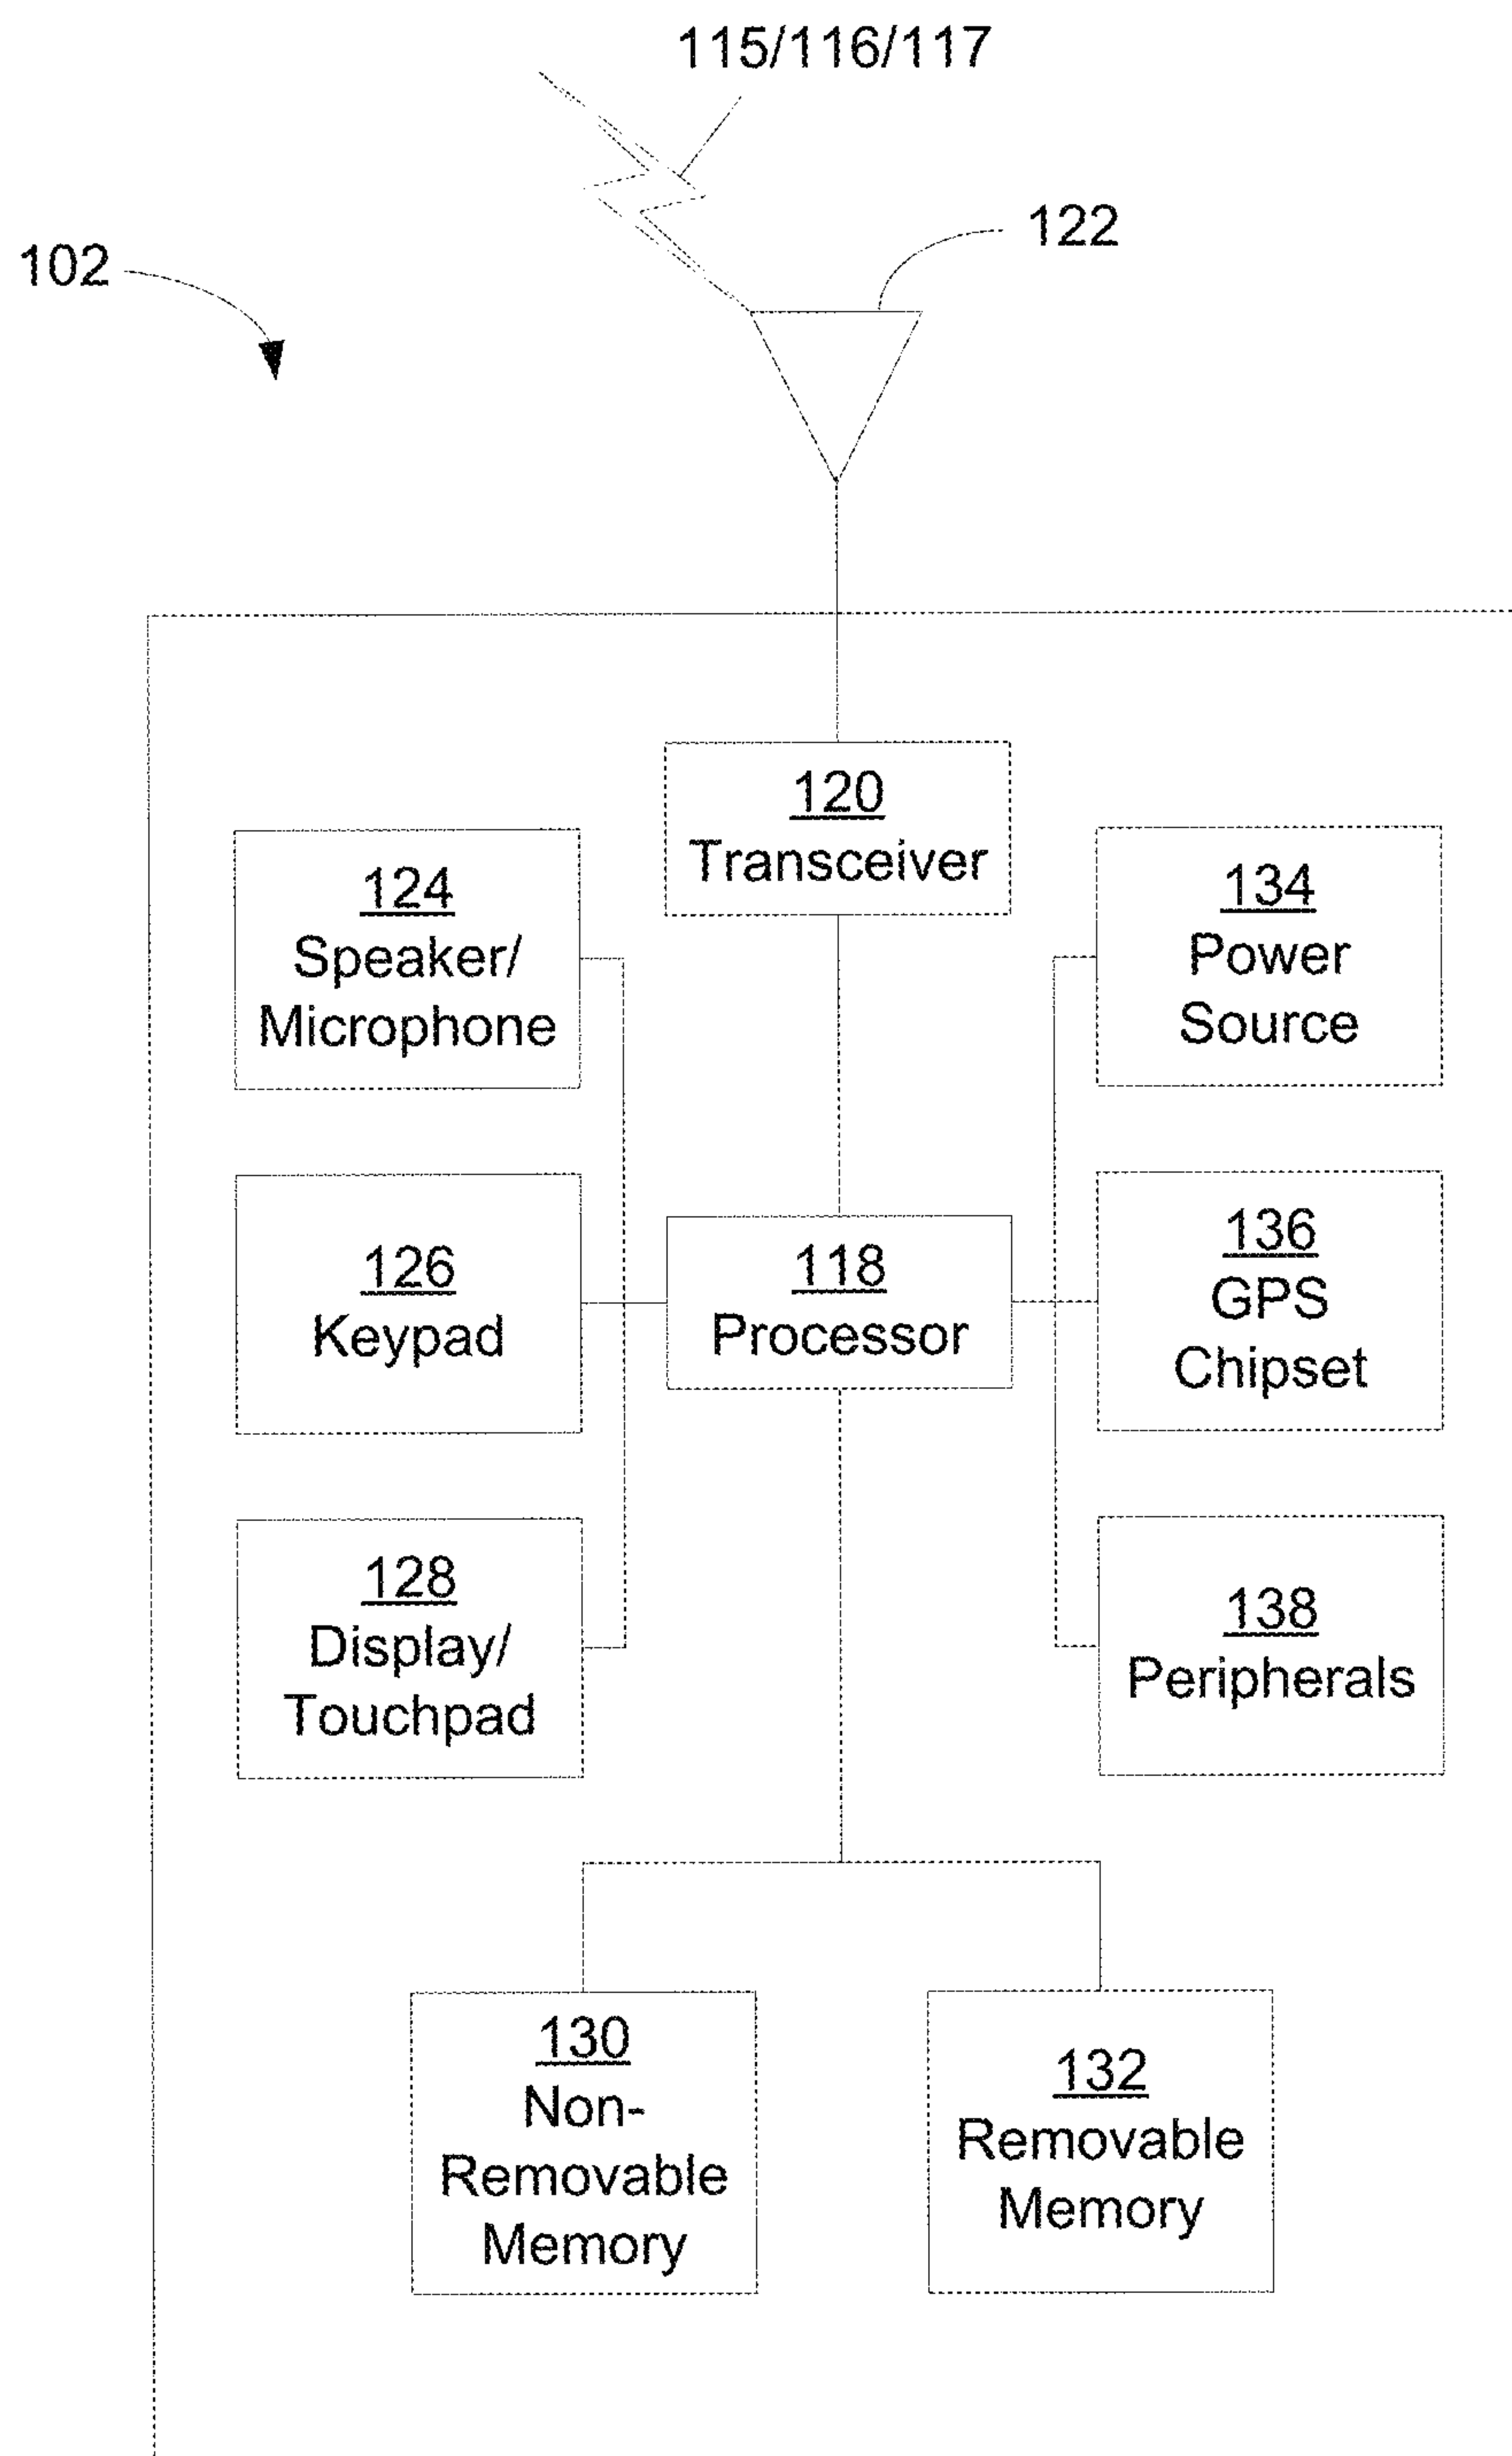 115/116/117
122
102
120
Transceiver
124
Speaker/
Microphone
134
Power
Source
126
Keypad
118
Processor
136
GPS
Chipset
128
Display/
Touchpad
138
Peripherals
130
Non-
Removable
Memory
132
Removable
Memory